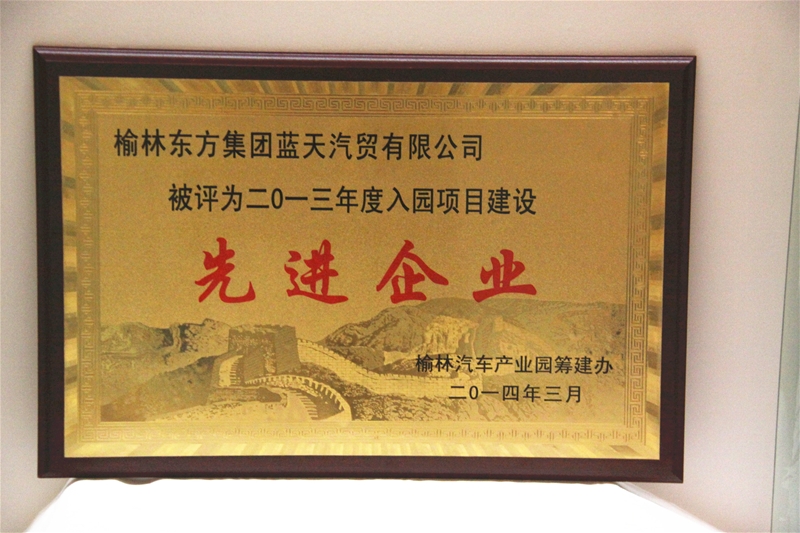 榆林东方集团蓝天汽贸有限公司
被评为二0一三年度入园项目建设
先进企业
榆林汽车产业园筹建办
二0一四年三月